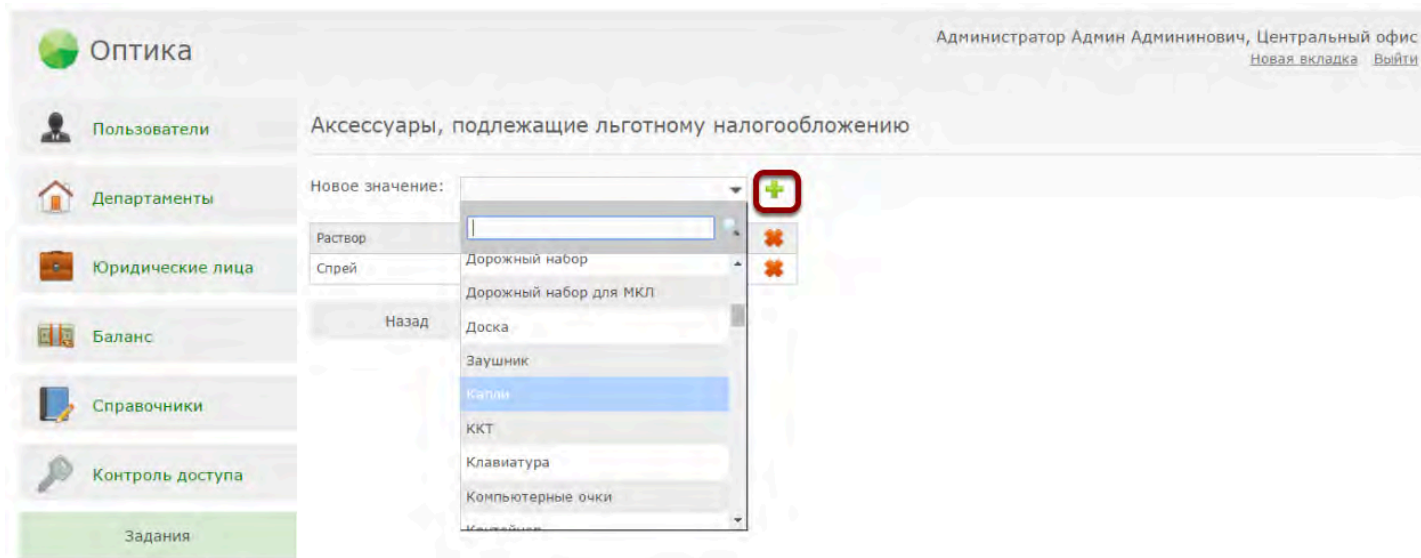 Оптика
Администратор Админ Админинович, Центральный офис
Новая вкладка Выйти
Пользователи
Департаменты
Юридические лица
Баланс
Справочники
Контроль доступа
Задания
Аксессуары, подлежащие льготному налогообложению
Новое значение:
Раствор
Спрей
Назад
Дорожный набор
Дорожный набор для МКЛ
Доска
Заушник
Капли
ККТ
Клавиатура
Компьютерные очки
Контейнер